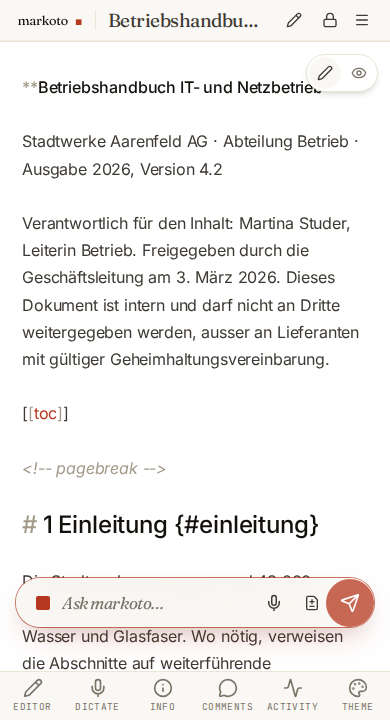 markoto
Betriebshandbu...
**Betriebshandbuch IT- und Netzbetrieb
Stadtwerke Aarenfeld AG · Abteilung Betrieb ·
Ausgabe 2026, Version 4.2
Verantwortlich für den Inhalt: Martina Studer,
Leiterin Betrieb. Freigegeben durch die
Geschäftsleitung am 3. März 2026. Dieses
Dokument ist intern und darf nicht an Dritte
weitergegeben werden, ausser an Lieferanten
mit gültiger Geheimhaltungsvereinbarung.
[[toc]]
<!-- pagebreak -->
# 1 Einleitung {#einleitung}
Ask markoto...
Wasser und Glasfaser. Wo nötig, verweisen
die Abschnitte auf weiterführende
EDITOR DICTATE INFO COMMENTS ACTIVITY THEME